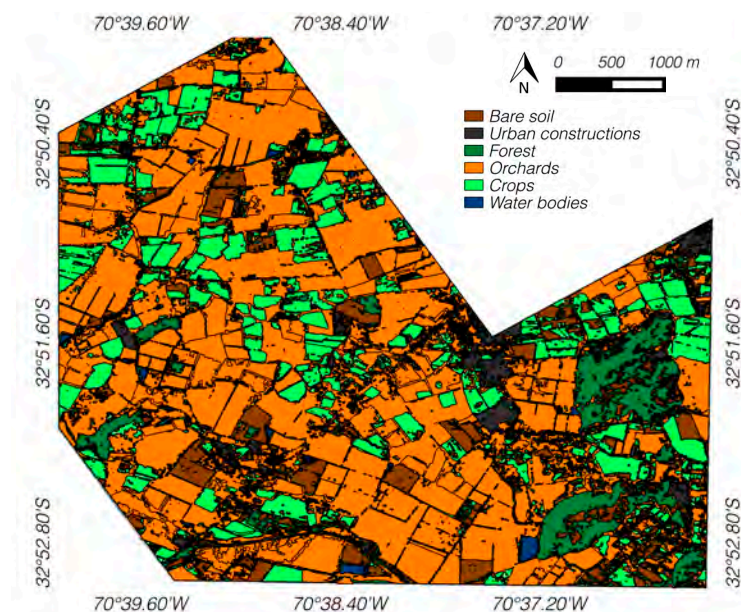 70°39.60'W 70°38.40'W 70°37.20'W
0 500 1000 m
N
Bare soil
Urban constructions
Forest
Orchards
Crops
Water bodies
32°50.40'S 32°50.40'S
32°51.60'S 32°51.60'S
32°52.80'S 32°52.80'S
70°39.60'W 70°38.40'W 70°37.20'W